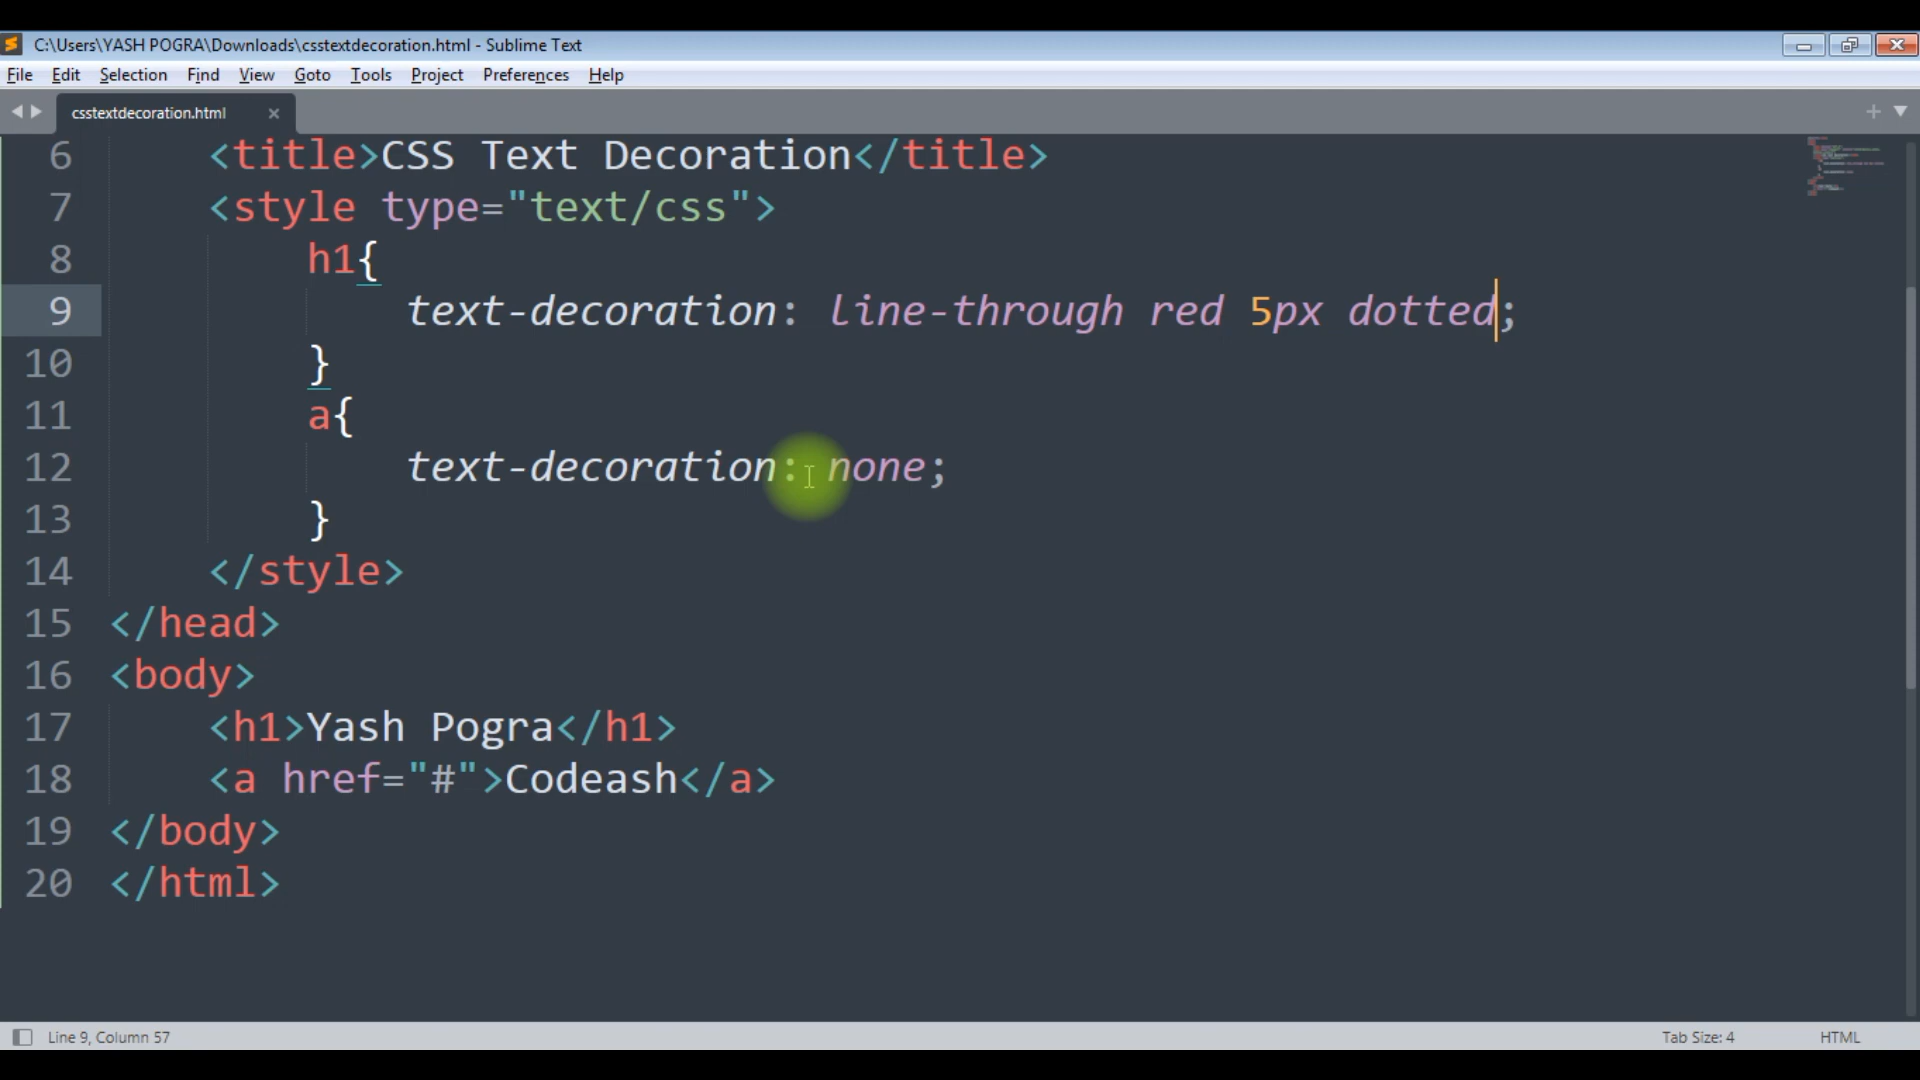 C:\Users\YASH POGRA\Downloads\csstextdecoration.html - Sublime Text
File Edit Selection Find View Goto Tools Project Preferences Help
csstextdecoration.html
6 <title>CSS Text Decoration</title>
7 <style type="text/css">
8 h1{
9 text-decoration: line-through red 5px dotted;
10 }
11 a{
12 text-decoration: none;
13 }
14 </style>
15 </head>
16 <body>
17 <h1>Yash Pogra</h1>
18 <a href="#">Codeash</a>
19 </body>
20 </html>
Line 9, Column 57 Tab Size: 4 HTML